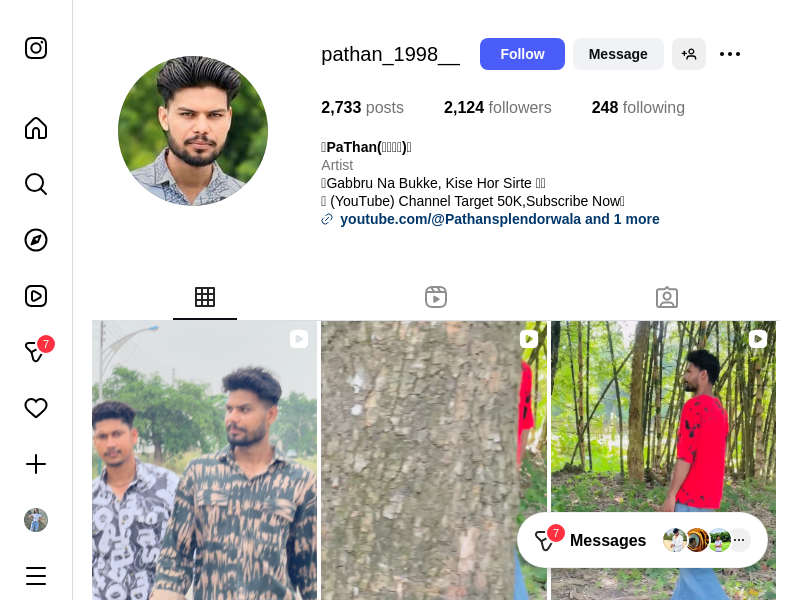 pathan_1998__
Follow
Message
2,733 posts
2,124 followers
248 following
PaThan()
Artist
Gabbru Na Bukke, Kise Hor Sirte
(YouTube) Channel Target 50K,Subscribe Now
youtube.com/@Pathansplendorwala and 1 more
7
7
Messages